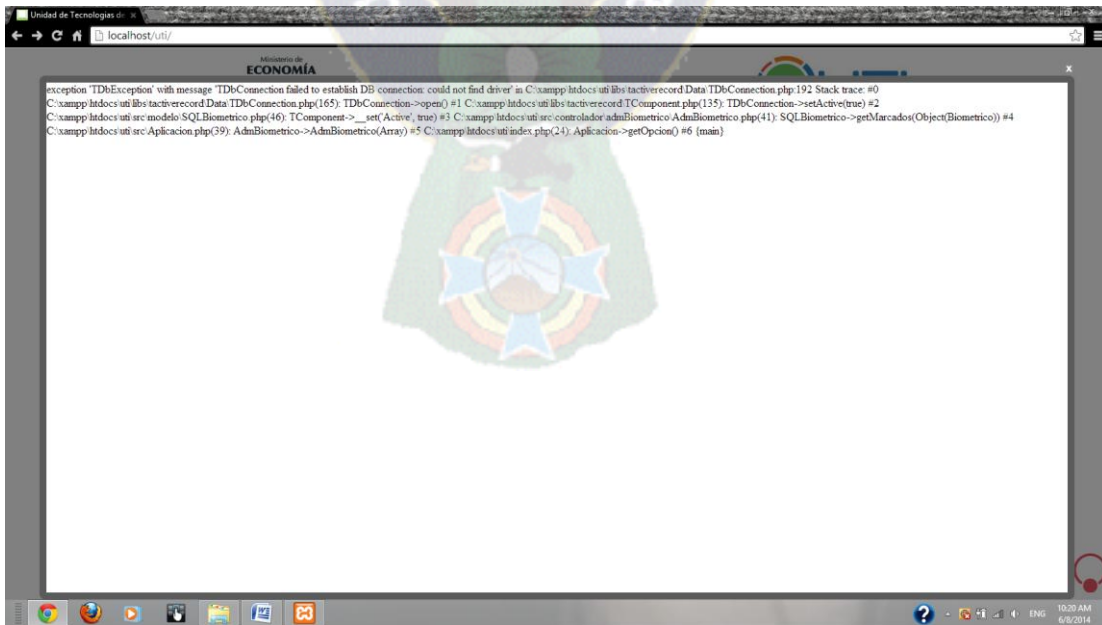 Unidad de Tecnologias de
localhost/uti/
Ministerio de
ECONOMÍA
x
exception 'TDbException' with message 'TDbConnection failed to establish DB connection: could not find driver' in C:\xampp\htdocs\uti\libs\tactiverecord\Data\TDbConnection.php:192 Stack trace: #0
C:\xampp\htdocs\uti\libs\tactiverecord\Data\TDbConnection.php(165): TDbConnection->open() #1 C:\xampp\htdocs\uti\libs\tactiverecord\TComponent.php(135): TDbConnection->setActive(true) #2
C:\xampp\htdocs\uti\src\modelo\SQLBiometrico.php(46): TComponent->__set('Active', true) #3 C:\xampp\htdocs\uti\src\controlador\admBiometrico\AdmBiometrico.php(41): SQLBiometrico->getMarcados(Object(Biometrico)) #4
C:\xampp\htdocs\uti\src\Aplicacion.php(39): AdmBiometrico->AdmBiometrico(Array) #5 C:\xampp\htdocs\uti\index.php(24): Aplicacion->getOpcion() #6 {main}
ENG
10:20 AM
6/8/2014